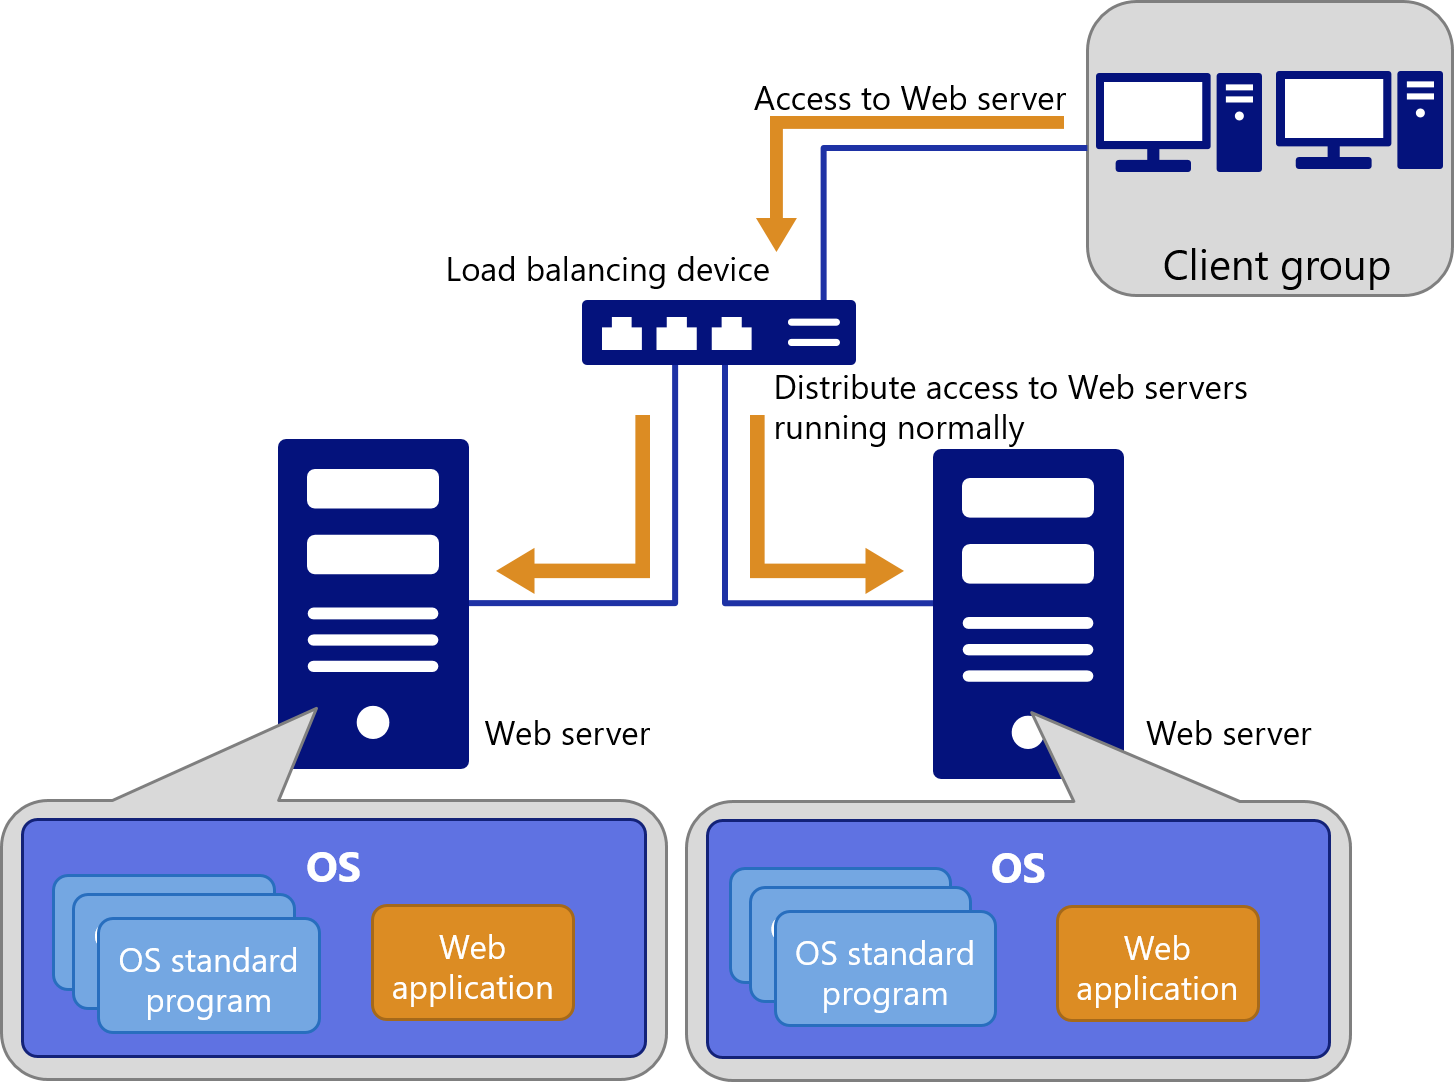 Access to Web server
Client group
Load balancing device
Distribute access to Web servers
running normally
Web server
Web server
OS
OS standard
program
Web
application
OS
OS standard
program
Web
application